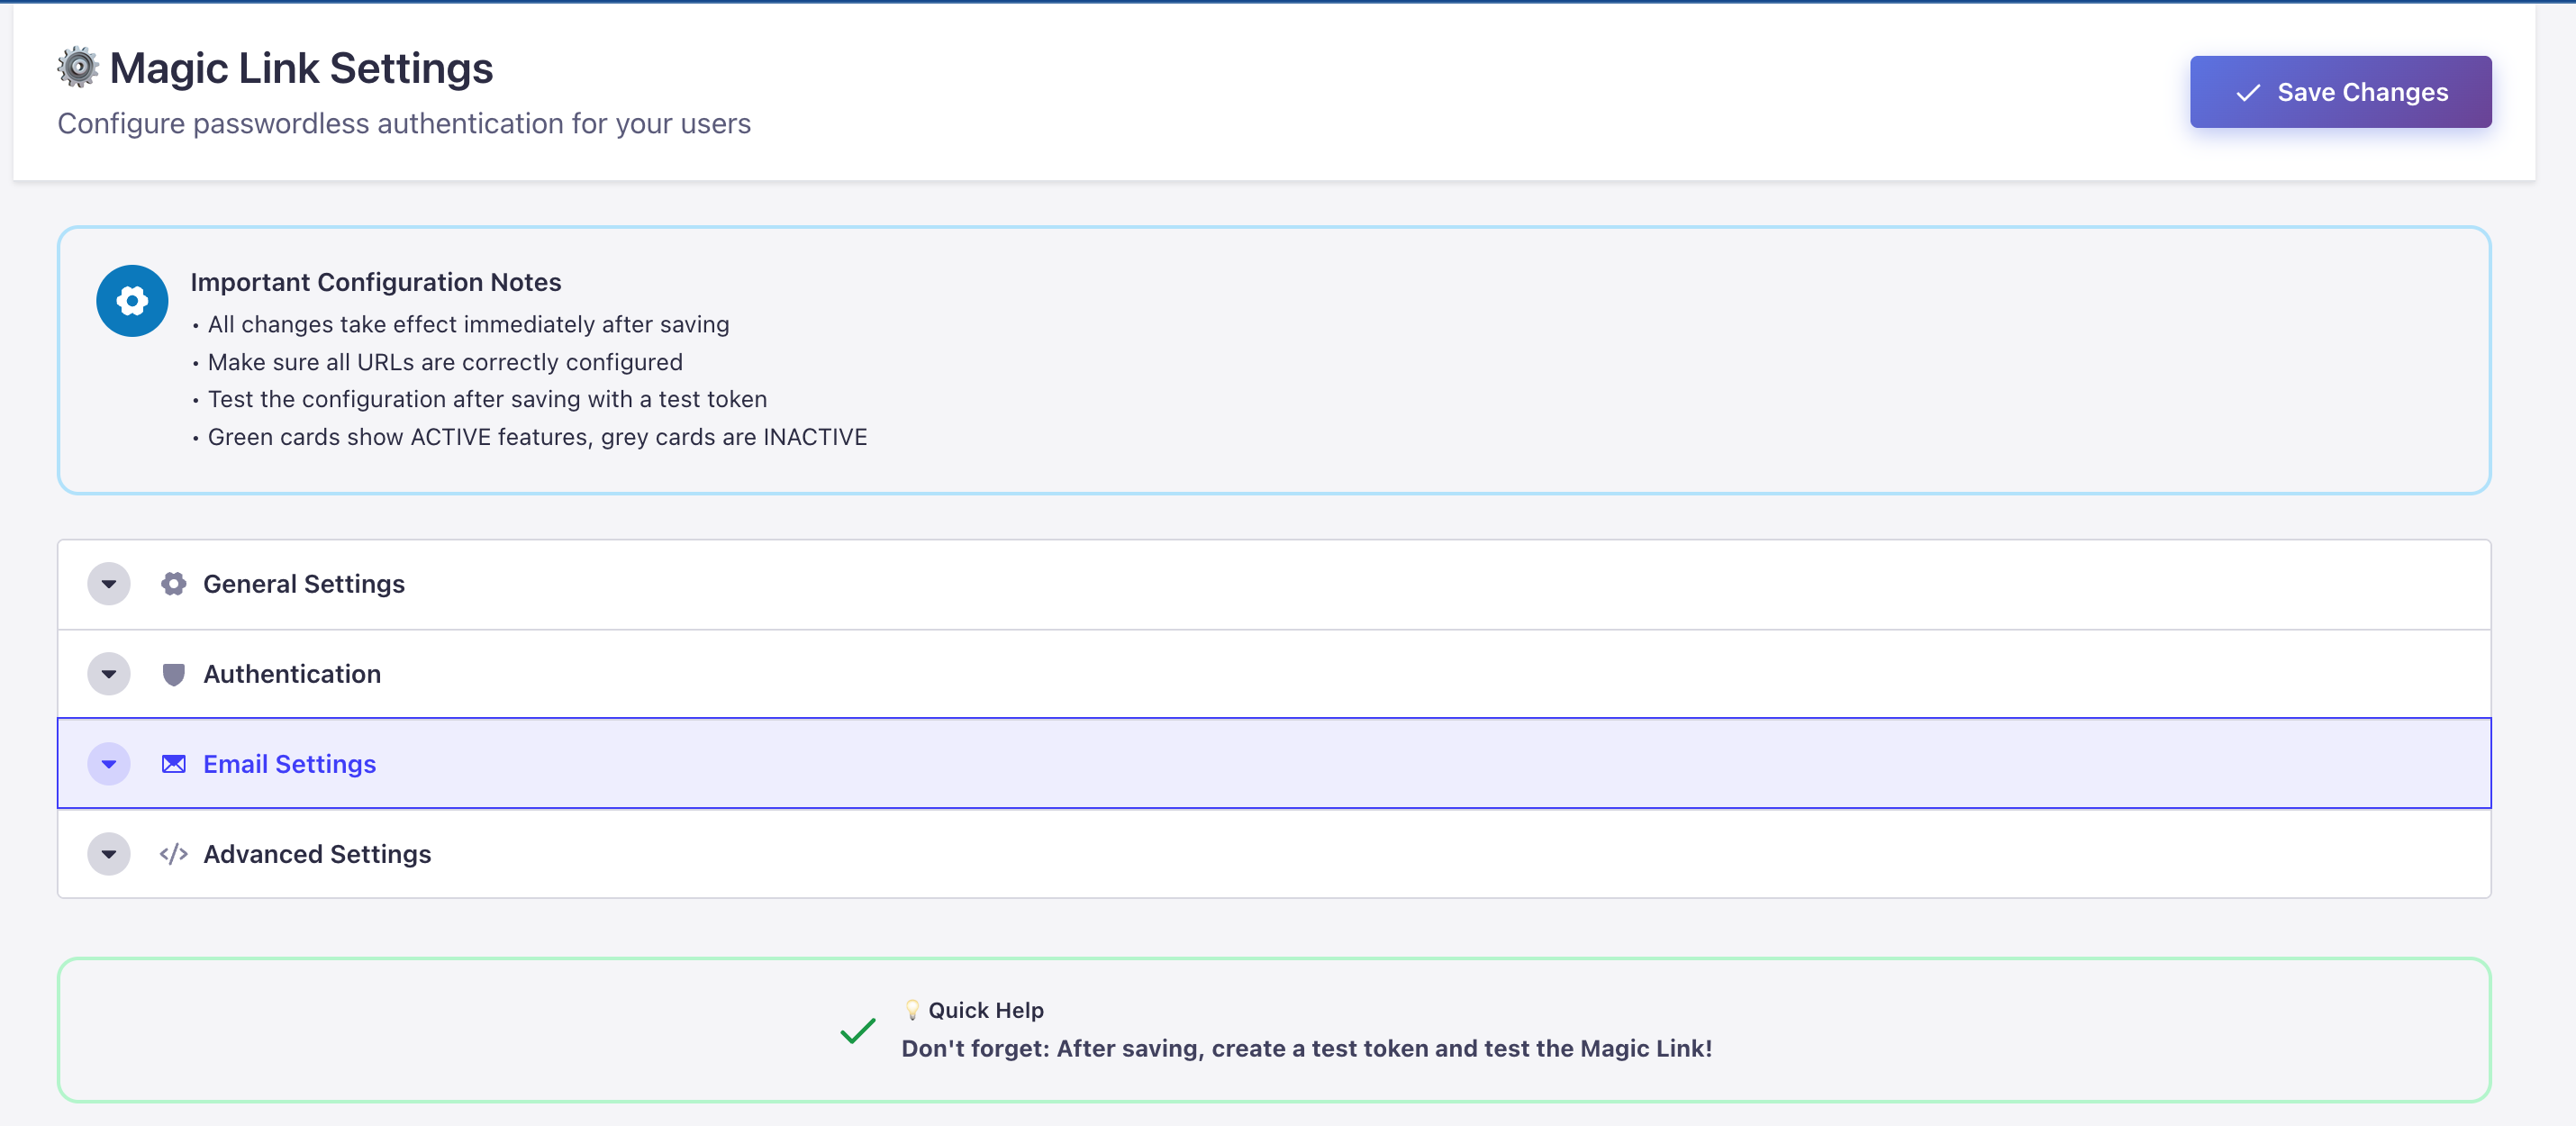 ⚙️ Magic Link Settings
Configure passwordless authentication for your users
Save Changes
Important Configuration Notes
• All changes take effect immediately after saving
• Make sure all URLs are correctly configured
• Test the configuration after saving with a test token
• Green cards show ACTIVE features, grey cards are INACTIVE
General Settings
Authentication
Email Settings
</> Advanced Settings
💡 Quick Help
Don't forget: After saving, create a test token and test the Magic Link!